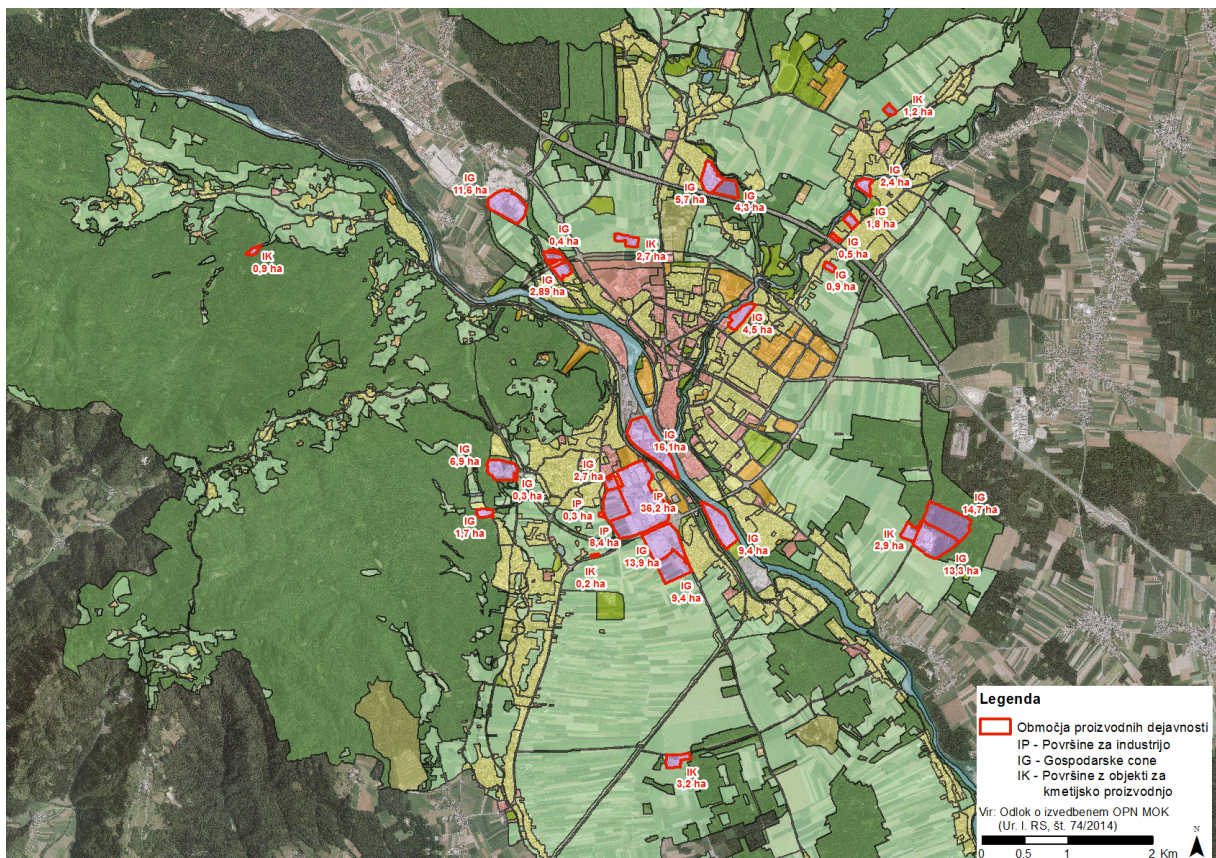 IK
1,2 ha
IG
11,6 ha
IG
5,7 ha
IG
4,3 ha
IG
2,4 ha
IG
1,8 ha
IG
0,5 ha
IG
0,9 ha
IG
0,4 ha
IK
2,7 ha
IK
0,9 ha
IG
2,89 ha
IG
4,5 ha
IG
16,1ha
IG
6,9 ha
IG
0,3 ha
IG
2,7 ha
IP
36,2 ha
IP
0,3 ha
IG
1,7 ha
IP
8,4 ha
IG
14,7 ha
IK
2,9 ha
IG
13,3 ha
IG
9,4 ha
IG
13,9 ha
IK
0,2 ha
IG
9,4 ha
IK
3,2 ha
Legenda
Območja proizvodnih dejavnosti
IP - Površine za industrijo
IG - Gospodarske cone
IK - Površine z objekti za
kmetijsko proizvodnjo
Vir: Odlok o izvedbenem OPN MOK
(Ur. l. RS, št. 74/2014)
N
0 0.5 1 2 Km